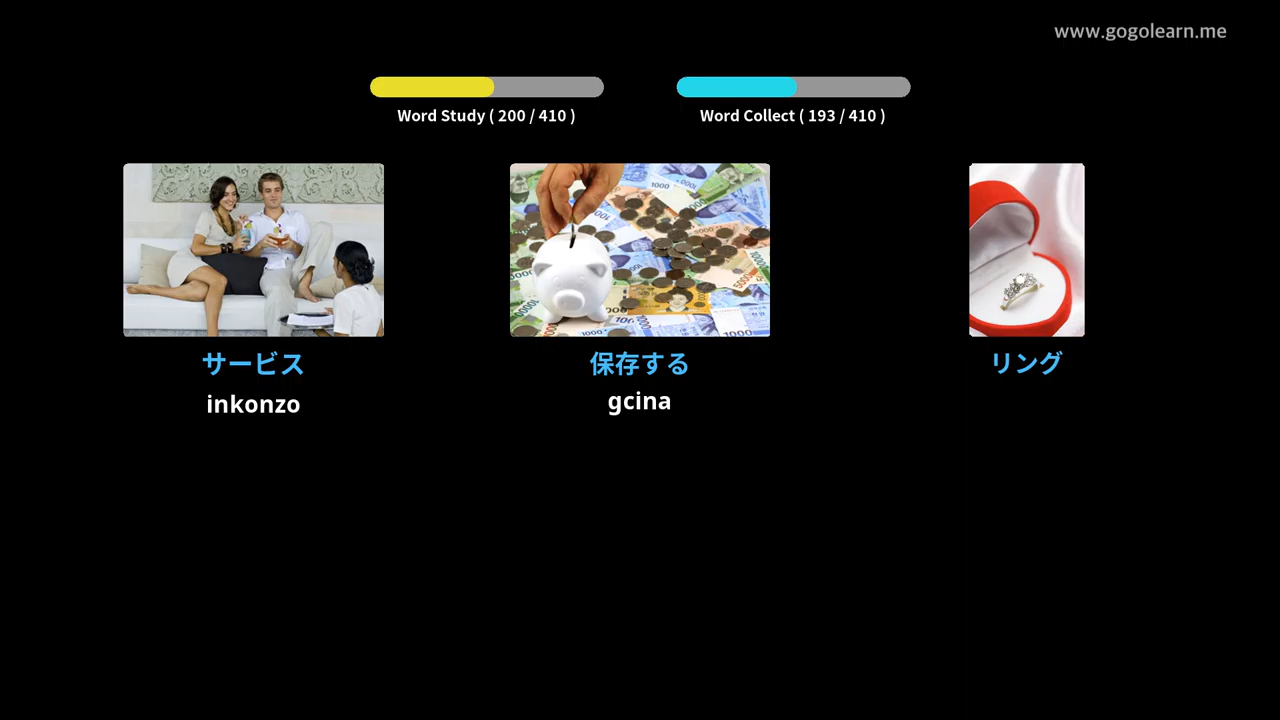 www.gogolearn.me
Word Study ( 200 / 410 )
Word Collect ( 193 / 410 )
サービス
保存する
リング
inkonzo
gcina